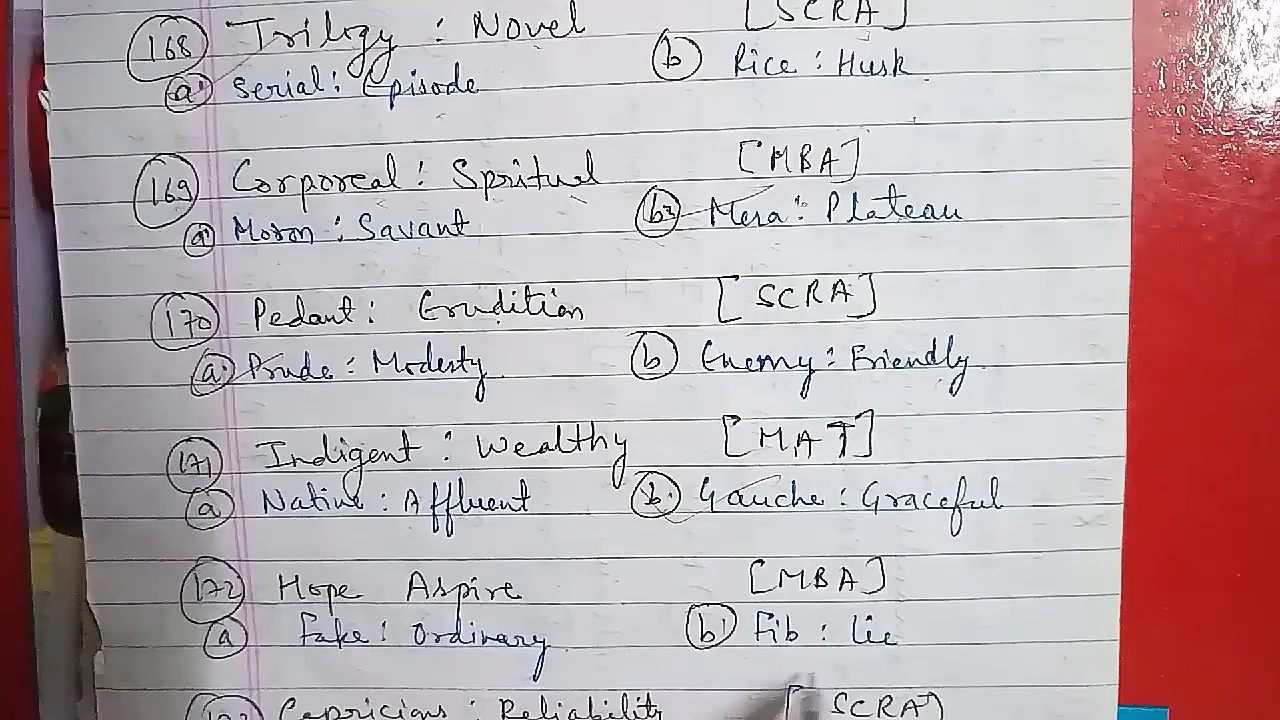 168 Trilogy : Novel [SCRA]
a Serial : Episode b Rice : Husk
169 Corporeal : Spritual [MBA]
a Moron : Savant b Mesa : Plateau
170 Pedant : Erudition [SCRA]
a Prude : Modesty b Enemy : Friendly
171 Indigent : Wealthy [MAT]
a Native : Affluent b Gauche : Graceful
172 Hope Aspire [MBA]
a Fake : Ordinary b Fib : Lie
: Reliability [SCRA]